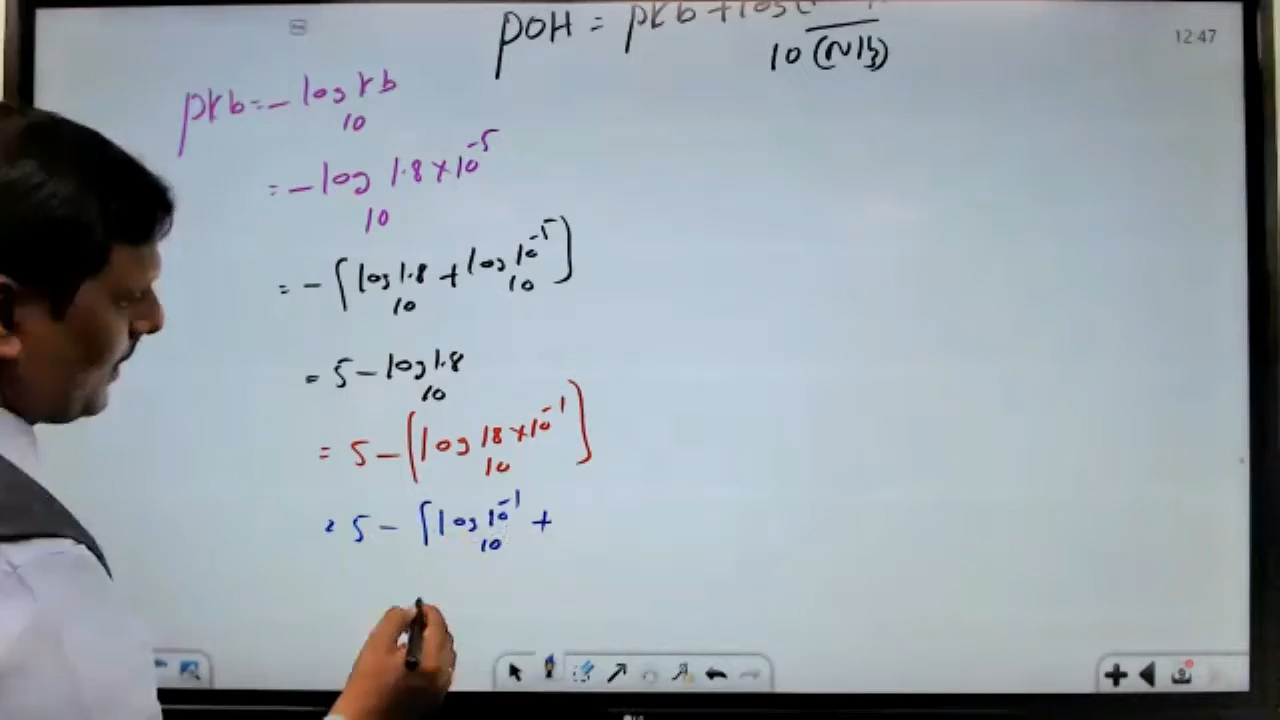 12:47
pOH = pkb + log
10 (N/B)
pkb = - log kb
10
= - log 1.8 × 10⁻⁵
10
= - [log 1.8 + log 10⁻⁵]
10 10
= 5 - log 1.8
10
= 5 - [log 18 × 10⁻¹]
10
= 5 - [log 10⁻¹ +
10